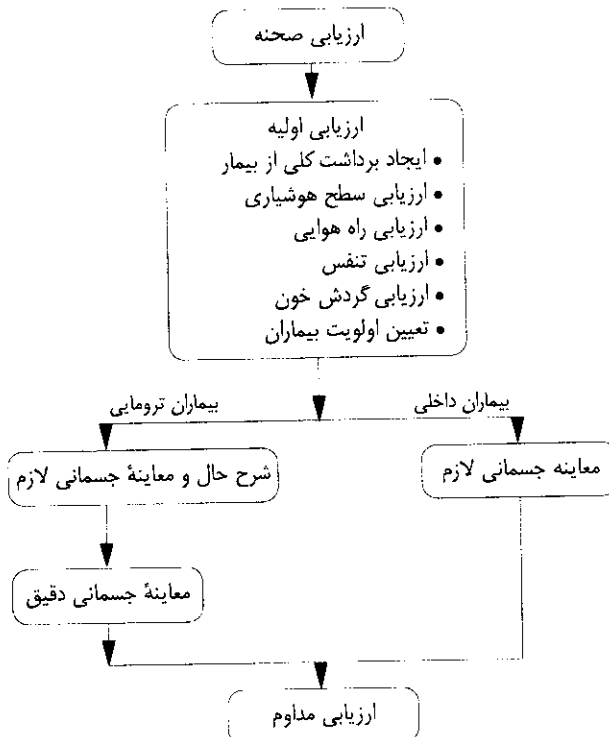 ارزیابی صحنه
ارزیابی اولیه
• ایجاد برداشت کلی از بیمار
• ارزیابی سطح هوشیاری
• ارزیابی راه هوایی
• ارزیابی تنفس
• ارزیابی گردش خون
• تعیین اولویت بیماران
بیماران داخلی
بیماران ترومایی
معاینه جسمانی لازم
شرح حال و معاینهٔ جسمانی لازم
معاینهٔ جسمانی دقیق
ارزیابی مداوم